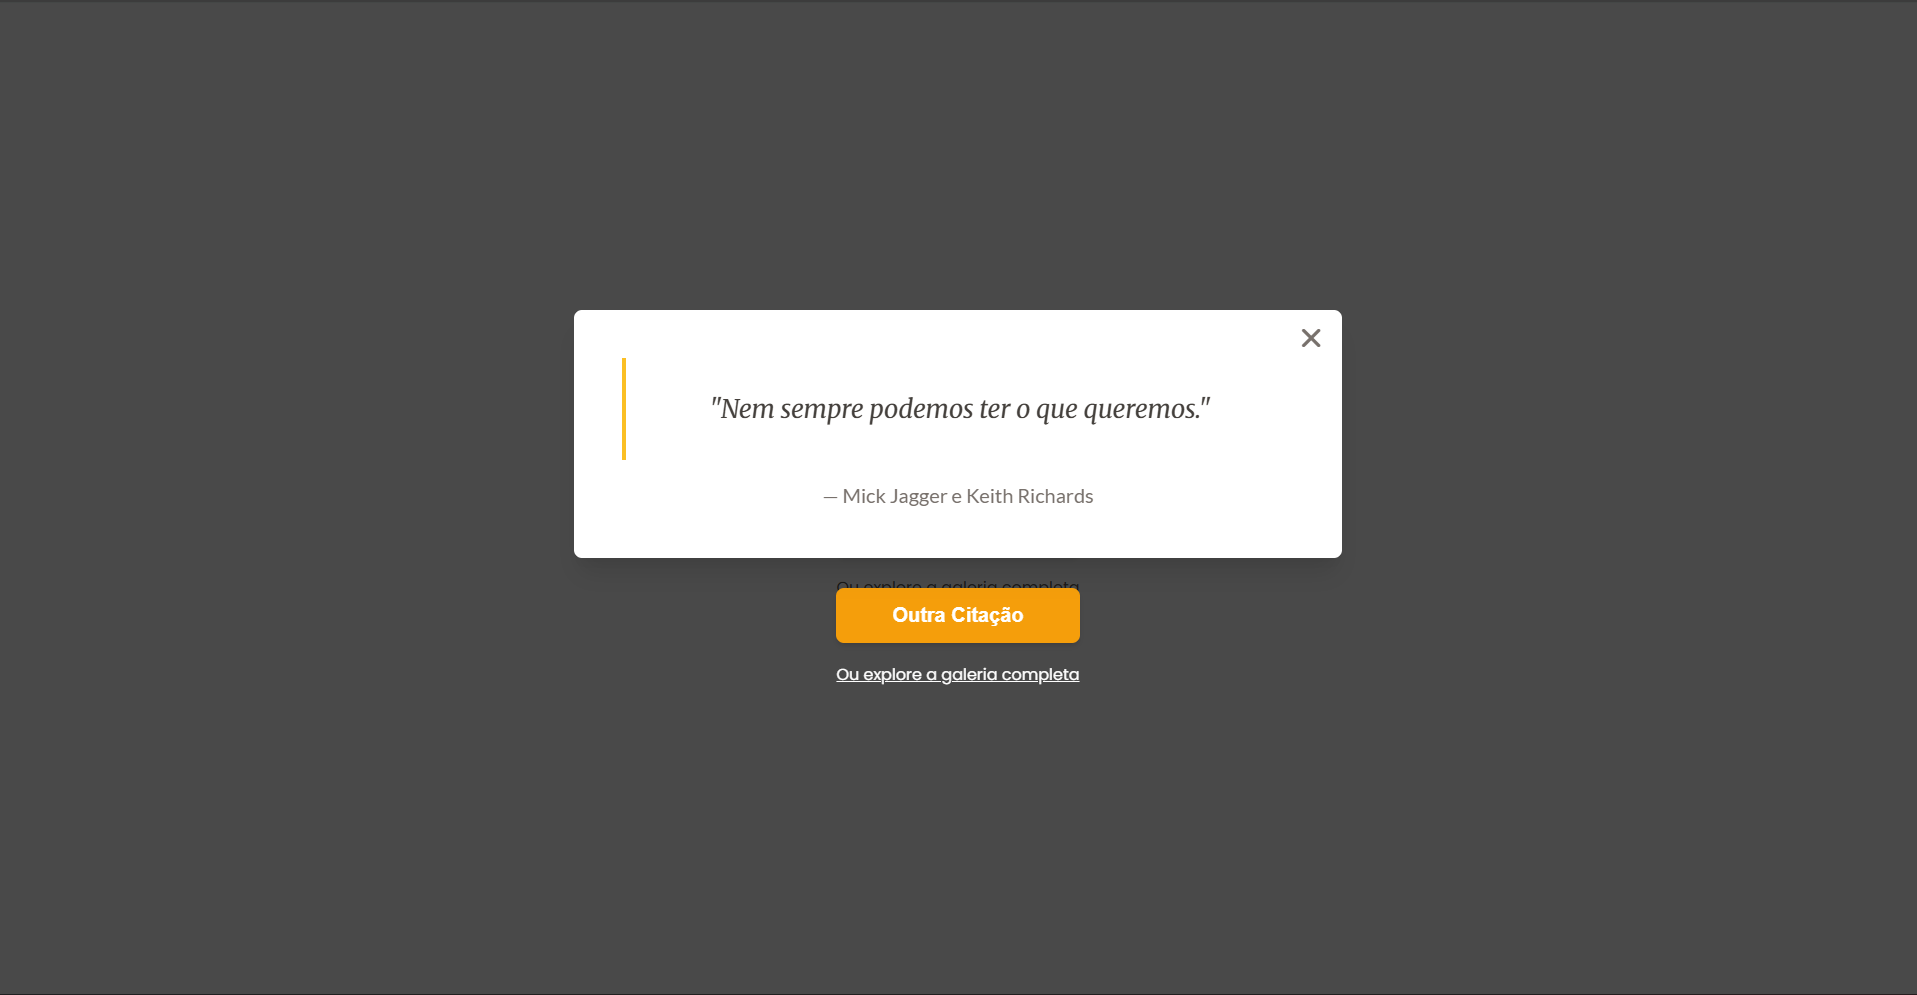 "Nem sempre podemos ter o que queremos."
— Mick Jagger e Keith Richards
Ou explore a galeria completa
Outra Citação
Ou explore a galeria completa